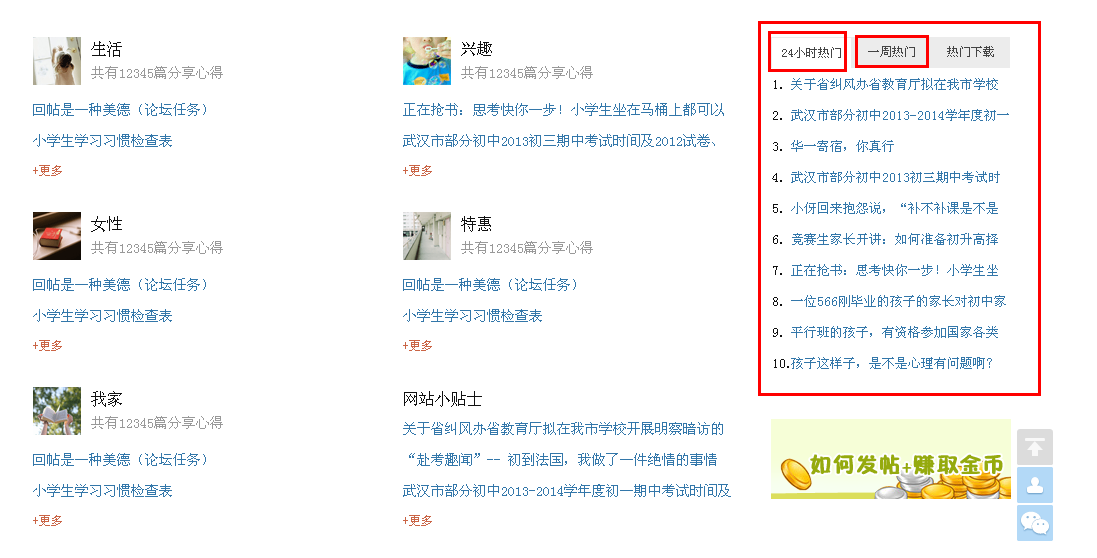 生活
共有12345篇分享心得
回帖是一种美德（论坛任务）
小学生学习习惯检查表
+更多
兴趣
共有12345篇分享心得
正在抢书：思考快你一步！小学生坐在马桶上都可以
武汉市部分初中2013初三期中考试时间及2012试卷、
+更多
女性
共有12345篇分享心得
回帖是一种美德（论坛任务）
小学生学习习惯检查表
+更多
特惠
共有12345篇分享心得
回帖是一种美德（论坛任务）
小学生学习习惯检查表
+更多
我家
共有12345篇分享心得
回帖是一种美德（论坛任务）
小学生学习习惯检查表
+更多
网站小贴士
关于省纠风办省教育厅拟在我市学校开展明察暗访的
“赴考趣闻”-- 初到法国，我做了一件绝情的事情
武汉市部分初中2013-2014学年度初一期中考试时间及
+更多
24小时热门 一周热门 热门下载
1. 关于省纠风办省教育厅拟在我市学校
2. 武汉市部分初中2013-2014学年度初一
3. 华一寄宿，你真行
4. 武汉市部分初中2013初三期中考试时
5. 小伢回来抱怨说，“补不补课是不是
6. 竞赛生家长开讲：如何准备初升高择
7. 正在抢书：思考快你一步！小学生坐
8. 一位566刚毕业的孩子的家长对初中家
9. 平行班的孩子，有资格参加国家各类
10.孩子这样子，是不是心理有问题啊？
如何发帖+赚取金币